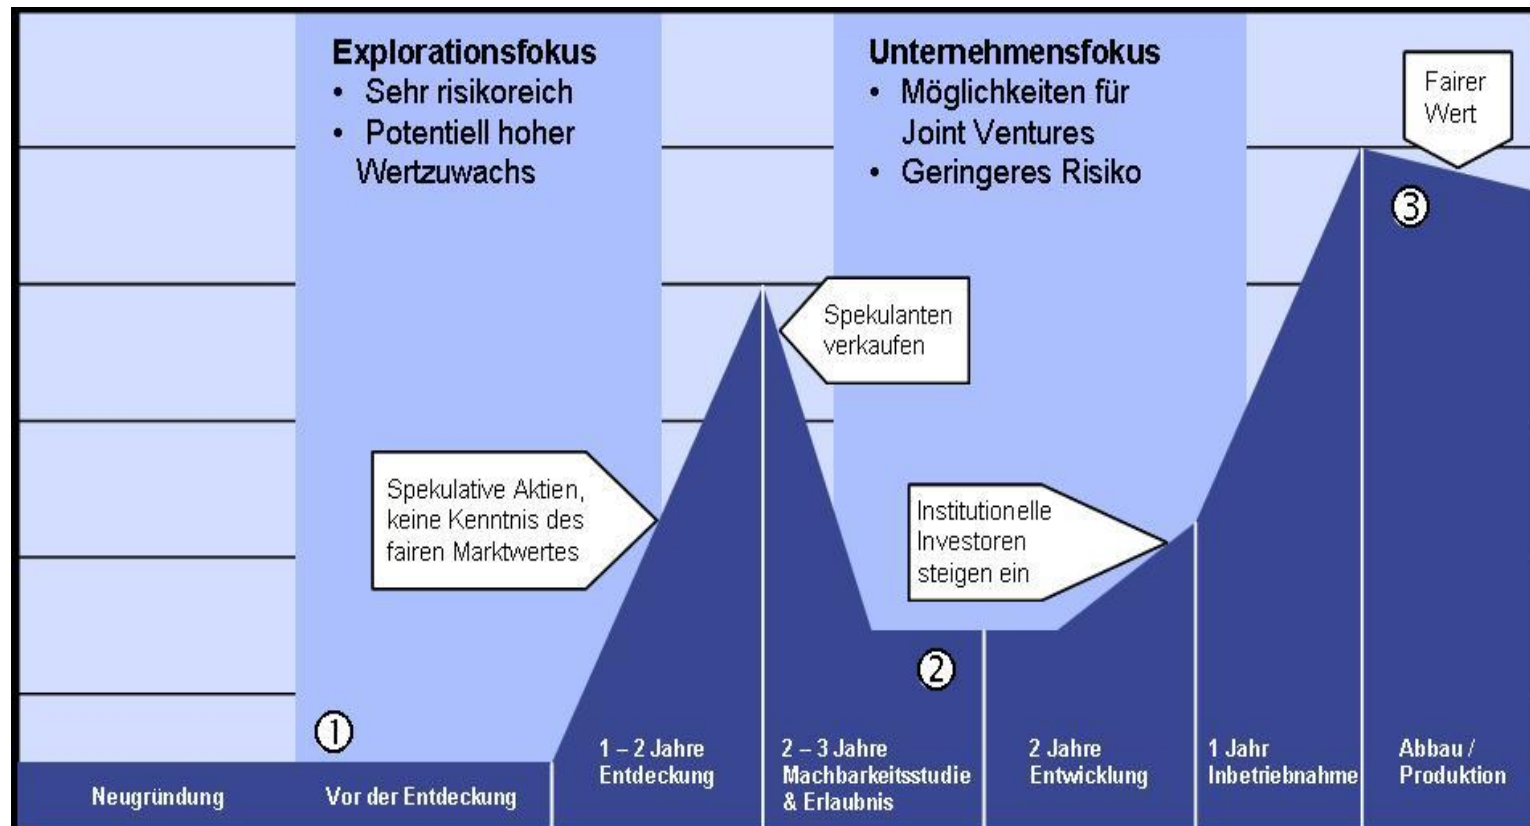 Explorationsfokus
• Sehr risikoreich
• Potentiell hoher
Wertzuwachs
Unternehmensfokus
• Möglichkeiten für
Joint Ventures
• Geringeres Risiko
Fairer
Wert
3
Spekulanten
verkaufen
Spekulative Aktien,
keine Kenntnis des
fairen Marktwertes
Institutionelle
Investoren
steigen ein
2
1
Neugründung
Vor der Entdeckung
1 – 2 Jahre
Entdeckung
2 – 3 Jahre
Machbarkeitsstudie
& Erlaubnis
2 Jahre
Entwicklung
1 Jahr
Inbetriebnahme
Abbau /
Produktion